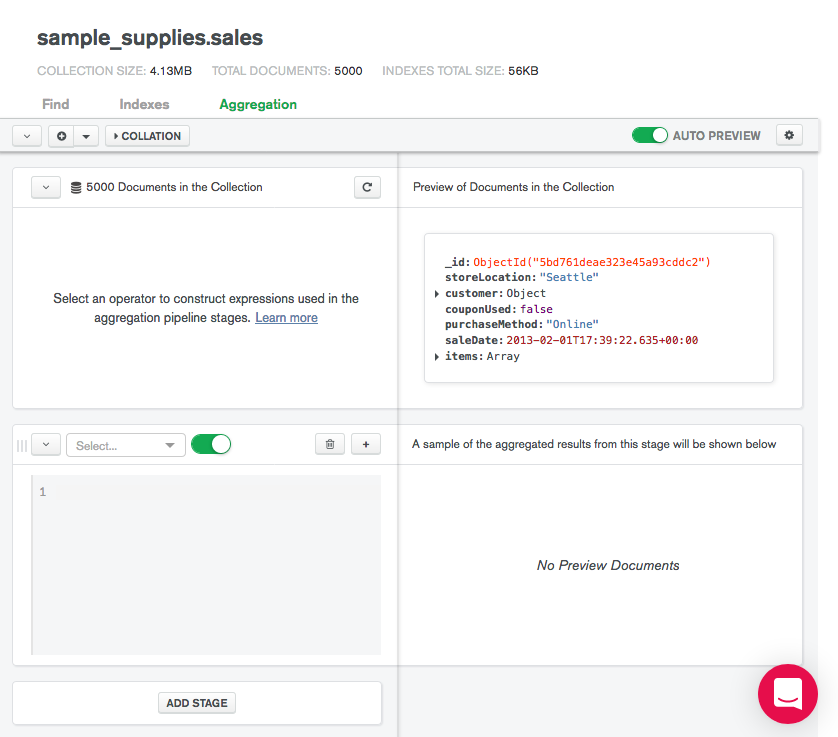 sample_supplies.sales
COLLECTION SIZE: 4.13MB TOTAL DOCUMENTS: 5000 INDEXES TOTAL SIZE: 56KB
Find Indexes Aggregation
COLLATION AUTO PREVIEW
5000 Documents in the Collection Preview of Documents in the Collection
Select an operator to construct expressions used in the
aggregation pipeline stages. Learn more
_id: ObjectId("5bd761deae323e45a93cddc2")
storeLocation: "Seattle"
customer: Object
couponUsed: false
purchaseMethod: "Online"
saleDate: 2013-02-01T17:39:22.635+00:00
items: Array
Select... A sample of the aggregated results from this stage will be shown below
1
No Preview Documents
ADD STAGE